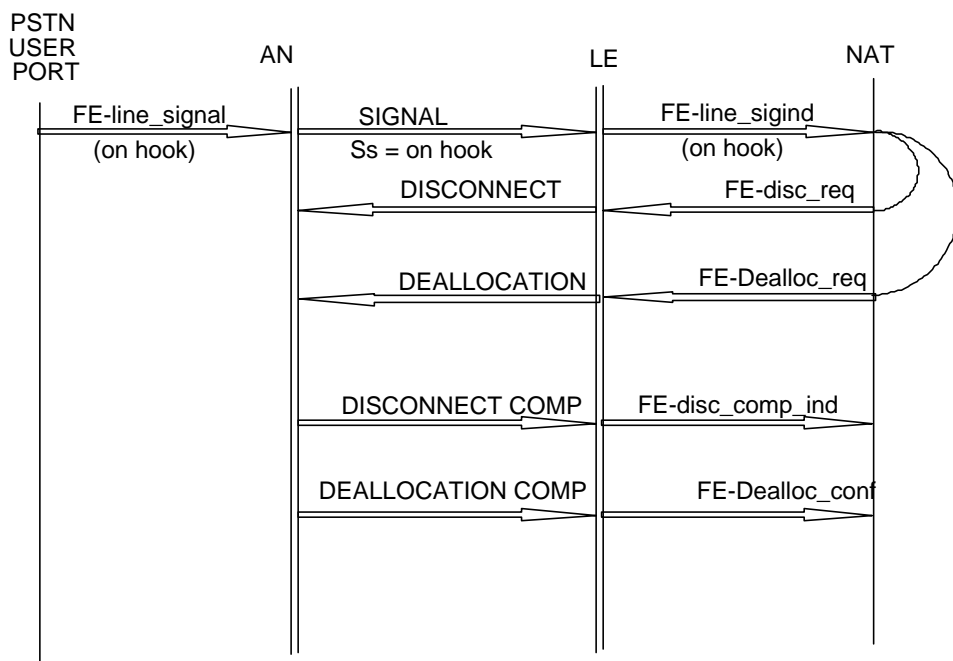 PSTN
USER
PORT
AN
LE
NAT
FE-line_signal
SIGNAL
FE-line_sigind
(on hook)
Ss = on hook
(on hook)
DISCONNECT
FE-disc_req
DEALLOCATION
FE-Dealloc_req
DISCONNECT COMP
FE-disc_comp_ind
DEALLOCATION COMP
FE-Dealloc_conf